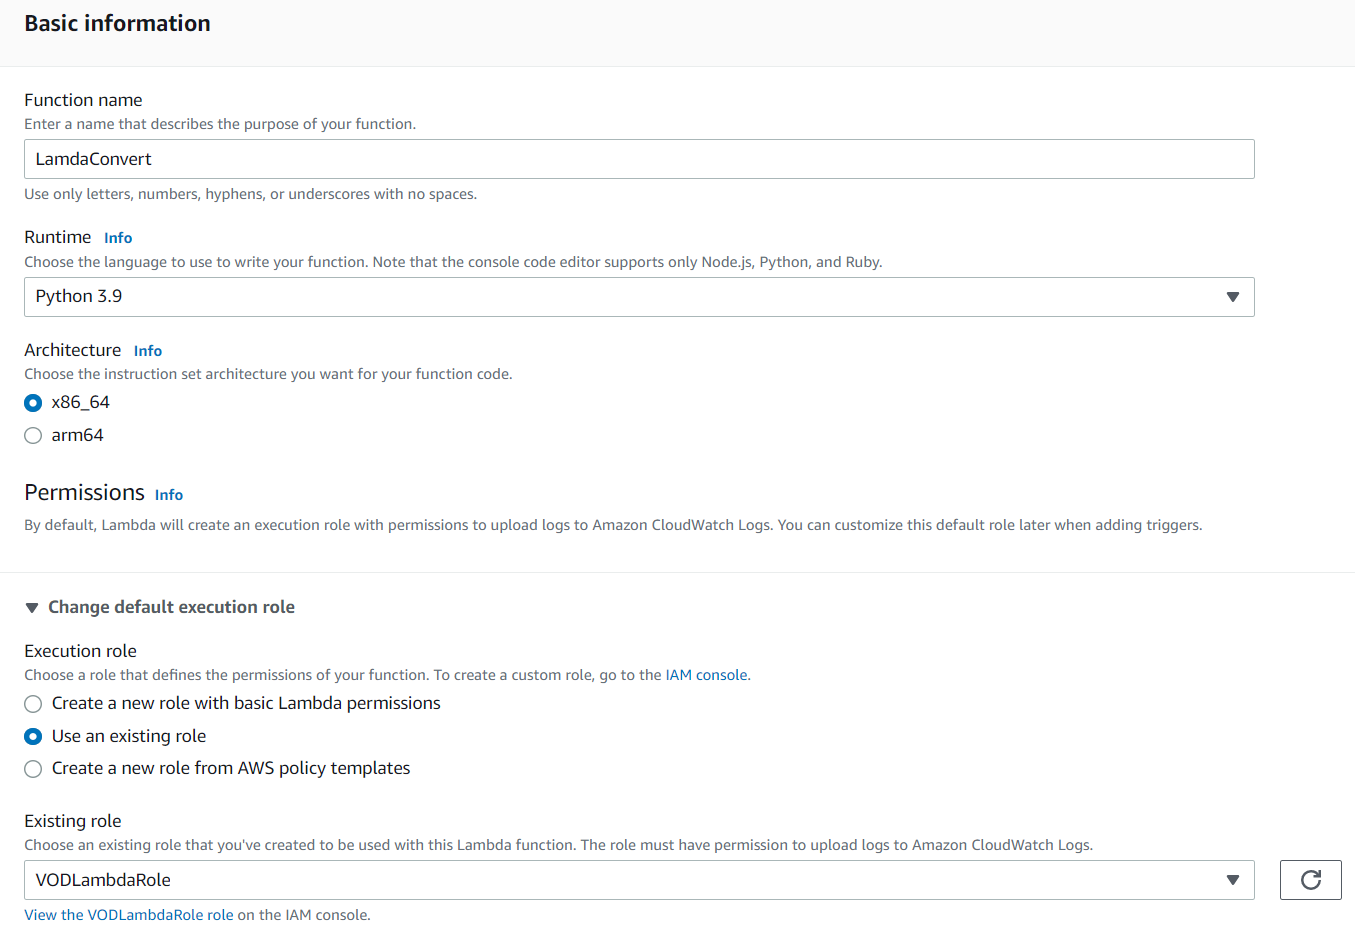 Basic information
Function name
Enter a name that describes the purpose of your function.
LamdaConvert
Use only letters, numbers, hyphens, or underscores with no spaces.
Runtime Info
Choose the language to use to write your function. Note that the console code editor supports only Node.js, Python, and Ruby.
Python 3.9
Architecture Info
Choose the instruction set architecture you want for your function code.
x86_64
arm64
Permissions Info
By default, Lambda will create an execution role with permissions to upload logs to Amazon CloudWatch Logs. You can customize this default role later when adding triggers.
Change default execution role
Execution role
Choose a role that defines the permissions of your function. To create a custom role, go to the IAM console.
Create a new role with basic Lambda permissions
Use an existing role
Create a new role from AWS policy templates
Existing role
Choose an existing role that you've created to be used with this Lambda function. The role must have permission to upload logs to Amazon CloudWatch Logs.
VODLambdaRole
View the VODLambdaRole role on the IAM console.